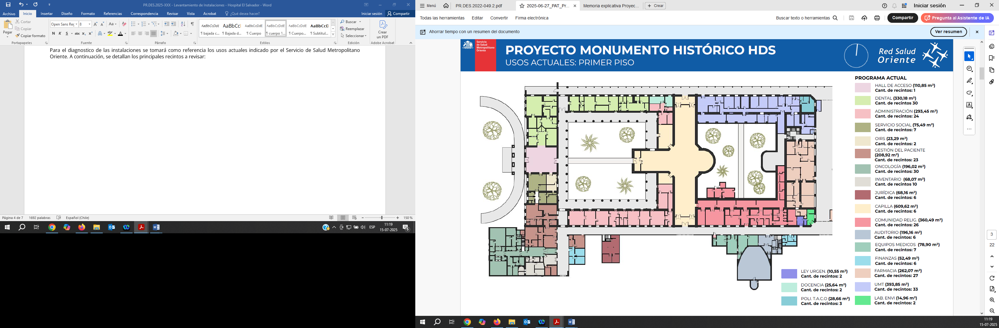 PR.DES.2025-XXX - Levantamiento de Instalaciones - Hospital El Salvador - Word
Archivo Inicio Insertar Diseño Formato Referencias Correspondencia Revisar Vista Acrobat ¿Qué desea hacer? Iniciar sesión Compartir
Pegar
Cortar
Copiar
Copiar formato
Portapapeles
Open Sans Reg 8
N K S abc x₂ x²
Fuente
Párrafo
AaBbCcDdE AaBbCcI AaBbCcDdE AaBbCcDdE AaBbCcDdE AaBbCcD
¶ bajada c... ¶ Bajada d... ¶ Cuerpo ¶ cuerpo 1... ¶ Cuerpo... ¶ Subtitul...
Estilos
Buscar
Reemplazar
Seleccionar
Edición
Crear
un PDF
Adobe Acrobat
Para el diagnostico de las instalaciones se tomará como referencia los usos actuales indicado por el Servicio de Salud Metropolitano
Oriente. A continuación, se detallan los principales recintos a revisar:
Página 4 de 7 1692 palabras Español (Chile) 150 %
ESP
11:19
15-07-2025
6
Menú PR.DES.2022-049.2.pdf 2025-06-27_PAT_Pr... Memoria explicativa Proyec... Crear Iniciar sesión
Todas las herramientas Editar Convertir Firma electrónica Buscar texto o herramientas Compartir Pregunta al Asistente de IA
Ahorrar tiempo con un resumen del documento Ver resumen
Servicio
de Salud
Metropolitano
Oriente
PROYECTO MONUMENTO HISTÓRICO HDS
USOS ACTUALES: PRIMER PISO
Red Salud
Oriente
PROGRAMA ACTUAL
HALL DE ACCESO (110,85 m²)
Cant. de recintos: 1
DENTAL (330,18 m²)
Cant. de recintos 30
ADMINISTRACIÓN (293,45 m²)
Cant. de recintos: 24
SERVICIO SOCIAL (75,49 m²)
Cant. de recintos: 7
OIRS (23,29 m²)
Cant. de recintos: 2
GESTIÓN DEL PACIENTE
(208,92 m²)
Cant. de recintos: 23
ONCOLOGÍA (196,02 m²)
Cant. de recintos: 30
INVENTARIO (68,07 m²)
Cant. de recintos 10
JURÍDICA (68,16 m²)
Cant. de recintos: 6
CAPILLA (609,62 m²)
Cant. de recintos: 6
COMUNIDAD RELIG. (360,49 m²)
Cant. de recintos: 26
AUDITORIO (196,16 m²)
Cant. de recintos: 6
EQUIPOS MEDICOS (78,90 m²)
Cant. de recintos: 7
FINANZAS (52,49 m²)
Cant. de recintos: 6
FARMACIA (262,07 m²)
Cant. de recintos: 27
UMT (393,85 m²)
Cant. de recintos: 33
LAB. ENVI (14,96 m²)
Cant. de recintos: 2
LEY URGEN. (10,55 m²)
Cant. de recintos: 2
DOCENCIA (25,64 m²)
Cant. de recintos: 2
POLI. T.A.C.O (28,66 m²)
Cant. de recintos: 3
3
22
11:19
15-07-2025